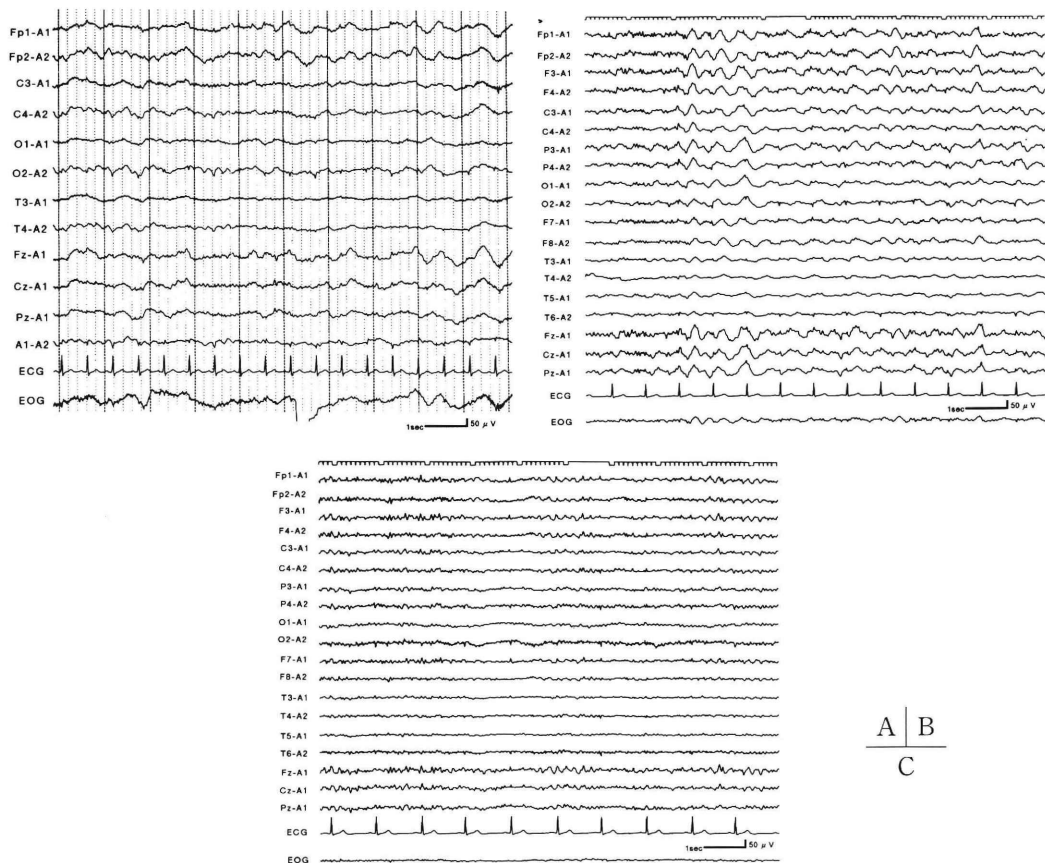 Fp1-A1
Fp2-A2
C3-A1
C4-A2
O1-A1
O2-A2
T3-A1
T4-A2
Fz-A1
Cz-A1
Pz-A1
A1-A2
ECG
EOG
1sec 50 μV
Fp1-A1
Fp2-A2
F3-A1
F4-A2
C3-A1
C4-A2
P3-A1
P4-A2
O1-A1
O2-A2
F7-A1
F8-A2
T3-A1
T4-A2
T5-A1
T6-A2
Fz-A1
Cz-A1
Pz-A1
ECG
1sec 50 μV
EOG
Fp1-A1
Fp2-A2
F3-A1
F4-A2
C3-A1
C4-A2
P3-A1
P4-A2
O1-A1
O2-A2
F7-A1
F8-A2
T3-A1
T4-A2
T5-A1
T6-A2
Fz-A1
Cz-A1
Pz-A1
ECG
1sec 50 μV
EOG
A B
C